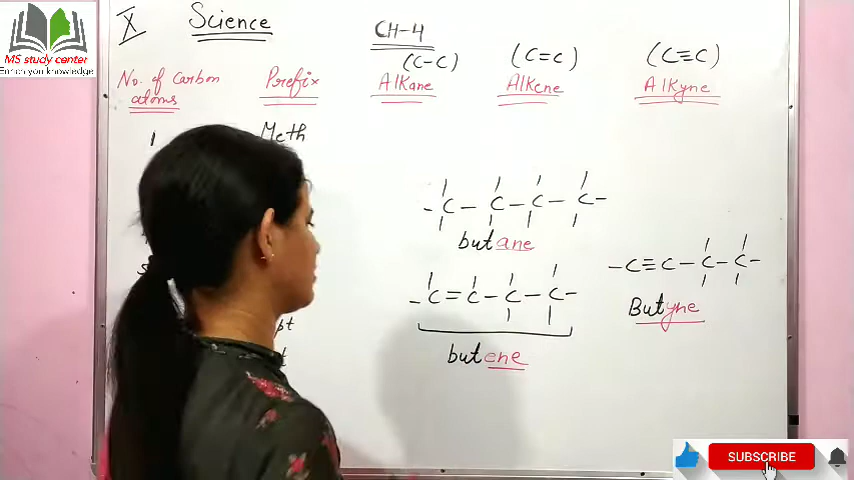 MS study center
Enrich you knowledge
X
Science
CH-4
(C-C)
(C=C)
(C≡C)
No. of Carbon
atoms
Prefix
Alkane
Alkene
Alkyne
1
Meth
-C-C-C-C-
butane
-C≡C-C-C-
Butyne
-C=C-C-C-
butene
SUBSCRIBE